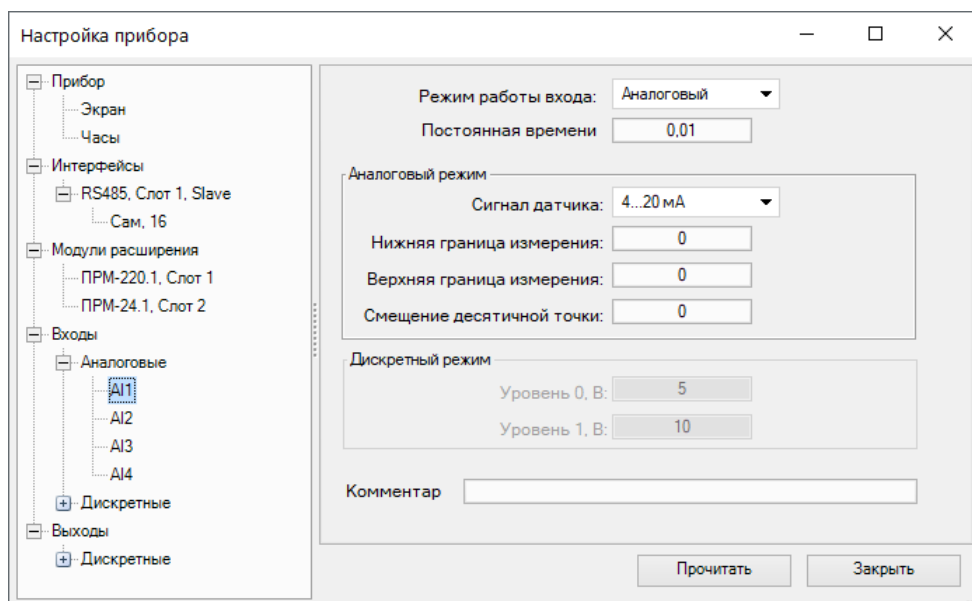 Настройка прибора
Прибор
Экран
Часы
Интерфейсы
RS485, Слот 1, Slave
Сам, 16
Модули расширения
ПРМ-220.1, Слот 1
ПРМ-24.1, Слот 2
Входы
Аналоговые
AI1
AI2
AI3
AI4
Дискретные
Выходы
Дискретные
Режим работы входа: Аналоговый
Постоянная времени 0,01
Аналоговый режим
Сигнал датчика: 4...20 мА
Нижняя граница измерения: 0
Верхняя граница измерения: 0
Смещение десятичной точки: 0
Дискретный режим
Уровень 0, В: 5
Уровень 1, В: 10
Комментар
Прочитать Закрыть